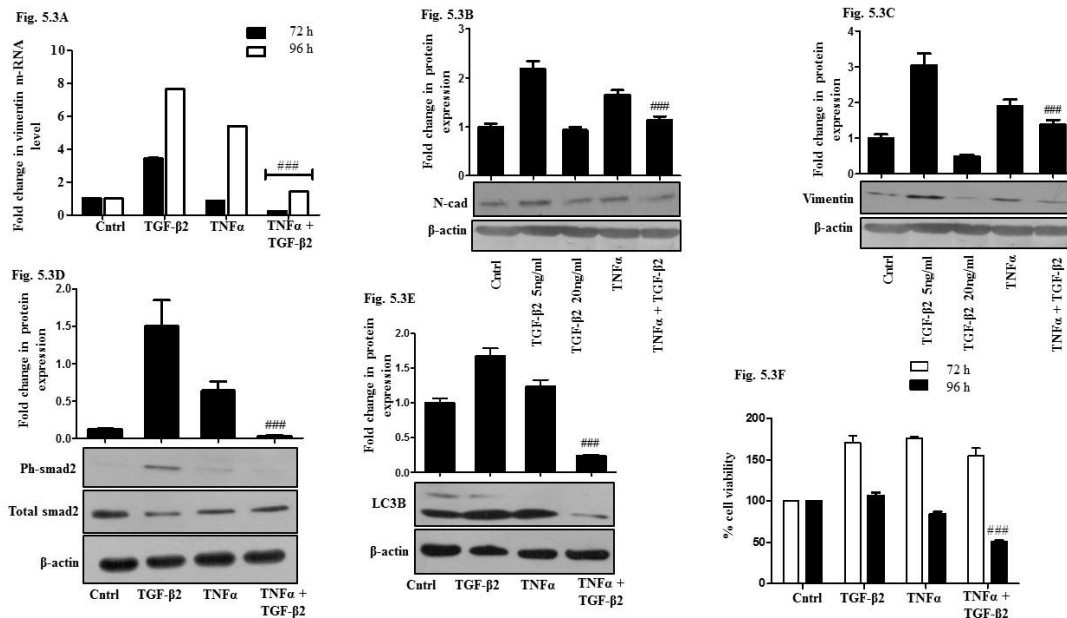 Fig. 5.3A
72 h
96 h
Fold change in vimentin m-RNA
level
10
8
6
4
2
0
###
Cntrl
TGF-β2
TNFα
TNFα +
TGF-β2
Fig. 5.3B
Fold change in protein
expression
3
2
1
0
###
N-cad
β-actin
Cntrl
TGF-β2 5ng/ml
TGF-β2 20ng/ml
TNFα
TNFα + TGF-β2
Fig. 5.3C
Fold change in protein
expression
4
3
2
1
0
###
Vimentin
β-actin
Cntrl
TGF-β2 5ng/ml
TGF-β2 20ng/ml
TNFα
TNFα + TGF-β2
Fig. 5.3D
Fold change in protein
expression
2.0
1.5
1.0
0.5
0.0
###
Ph-smad2
Total smad2
β-actin
Cntrl
TGF-β2
TNFα
TNFα +
TGF-β2
Fig. 5.3E
Fold change in protein
expression
2.0
1.5
1.0
0.5
0.0
###
LC3B
β-actin
Cntrl
TGF-β2
TNFα
TNFα +
TGF-β2
Fig. 5.3F
72 h
96 h
% cell viability
200
150
100
50
0
###
Cntrl
TGF-β2
TNFα
TNFα +
TGF-β2